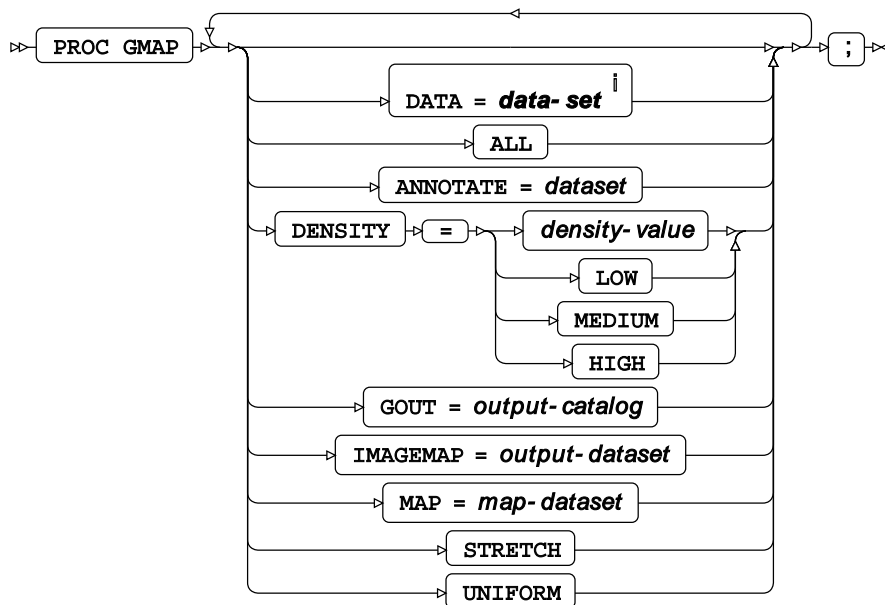 PROC GMAP ;
DATA = data-set i
ALL
ANNOTATE = dataset
DENSITY = density-value
LOW
MEDIUM
HIGH
GOUT = output-catalog
IMAGEMAP = output-dataset
MAP = map-dataset
STRETCH
UNIFORM